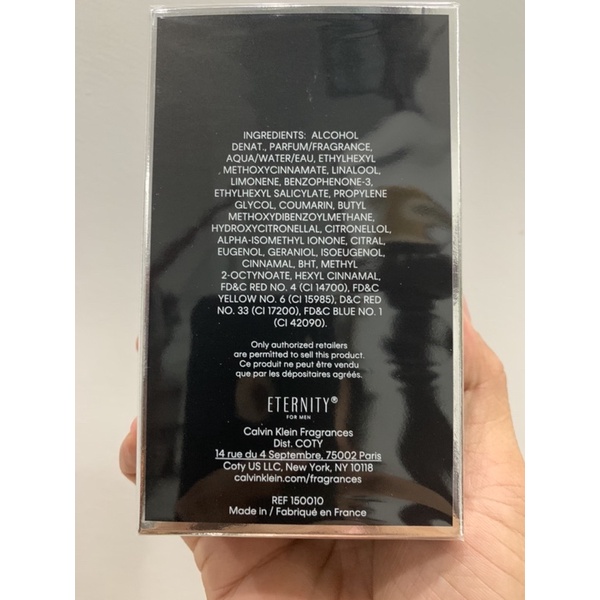 INGREDIENTS: ALCOHOL
DENAT., PARFUM/FRAGRANCE,
AQUA/WATER/EAU, ETHYLHEXYL
METHOXYCINNAMATE, LINALOOL,
LIMONENE, BENZOPHENONE-3,
ETHYLHEXYL SALICYLATE, PROPYLENE
GLYCOL, COUMARIN, BUTYL
METHOXYDIBENZOYLMETHANE,
HYDROXYCITRONELLAL, CITRONELLOL,
ALPHA-ISOMETHYL IONONE, CITRAL,
EUGENOL, GERANIOL, ISOEUGENOL,
CINNAMAL, BHT, METHYL
2-OCTYNOATE, HEXYL CINNAMAL,
FD&C RED NO. 4 (CI 14700), FD&C
YELLOW NO. 6 (CI 15985), D&C RED
NO. 33 (CI 17200), FD&C BLUE NO. 1
(CI 42090).
Only authorized retailers
are permitted to sell this product.
Ce produit ne peut être vendu
que par les dépositaires agréés.
ETERNITY®
FOR MEN
Calvin Klein Fragrances
Dist. COTY
14 rue du 4 Septembre, 75002 Paris
Coty US LLC, New York, NY 10118
calvinklein.com/fragrances
REF 150010
Made in / Fabriqué en France